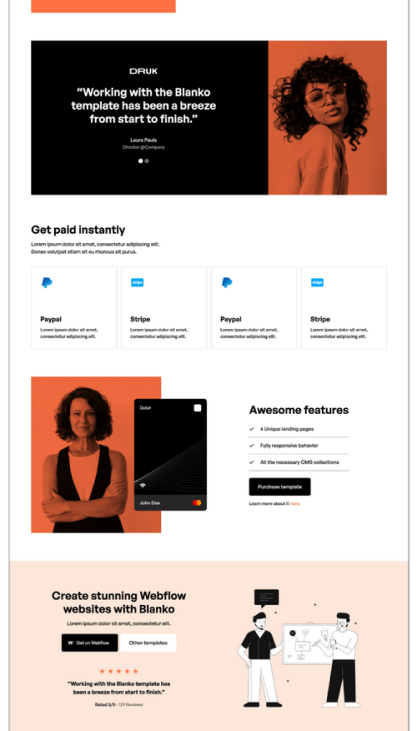 DRUK
“Working with the Blanko
template has been a breeze
from start to finish.”
Laura Paula
Director @Company
Get paid instantly
Lorem ipsum dolor sit amet, consectetur adipiscing elit.
Donec volutpat etiam sit eu rhoncus sit purus.
Paypal
Lorem ipsum dolor sit amet,
consectetur adipiscing elit.
stripe
Stripe
Lorem ipsum dolor sit amet,
consectetur adipiscing elit.
Paypal
Lorem ipsum dolor sit amet,
consectetur adipiscing elit.
stripe
Stripe
Lorem ipsum dolor sit amet,
consectetur adipiscing elit.
Debit
John Doe
Awesome features
4 Unique landing pages
Fully responsive behavior
All the necessary CMS collections
Purchase template
Learn more about it here.
Create stunning Webflow
websites with Blanko
Lorem ipsum dolor sit amet, consectetur elit.
Get on Webflow
Other templates
“Working with the Blanko template has
been a breeze from start to finish.”
Rated 5/5 - 129 Reviews